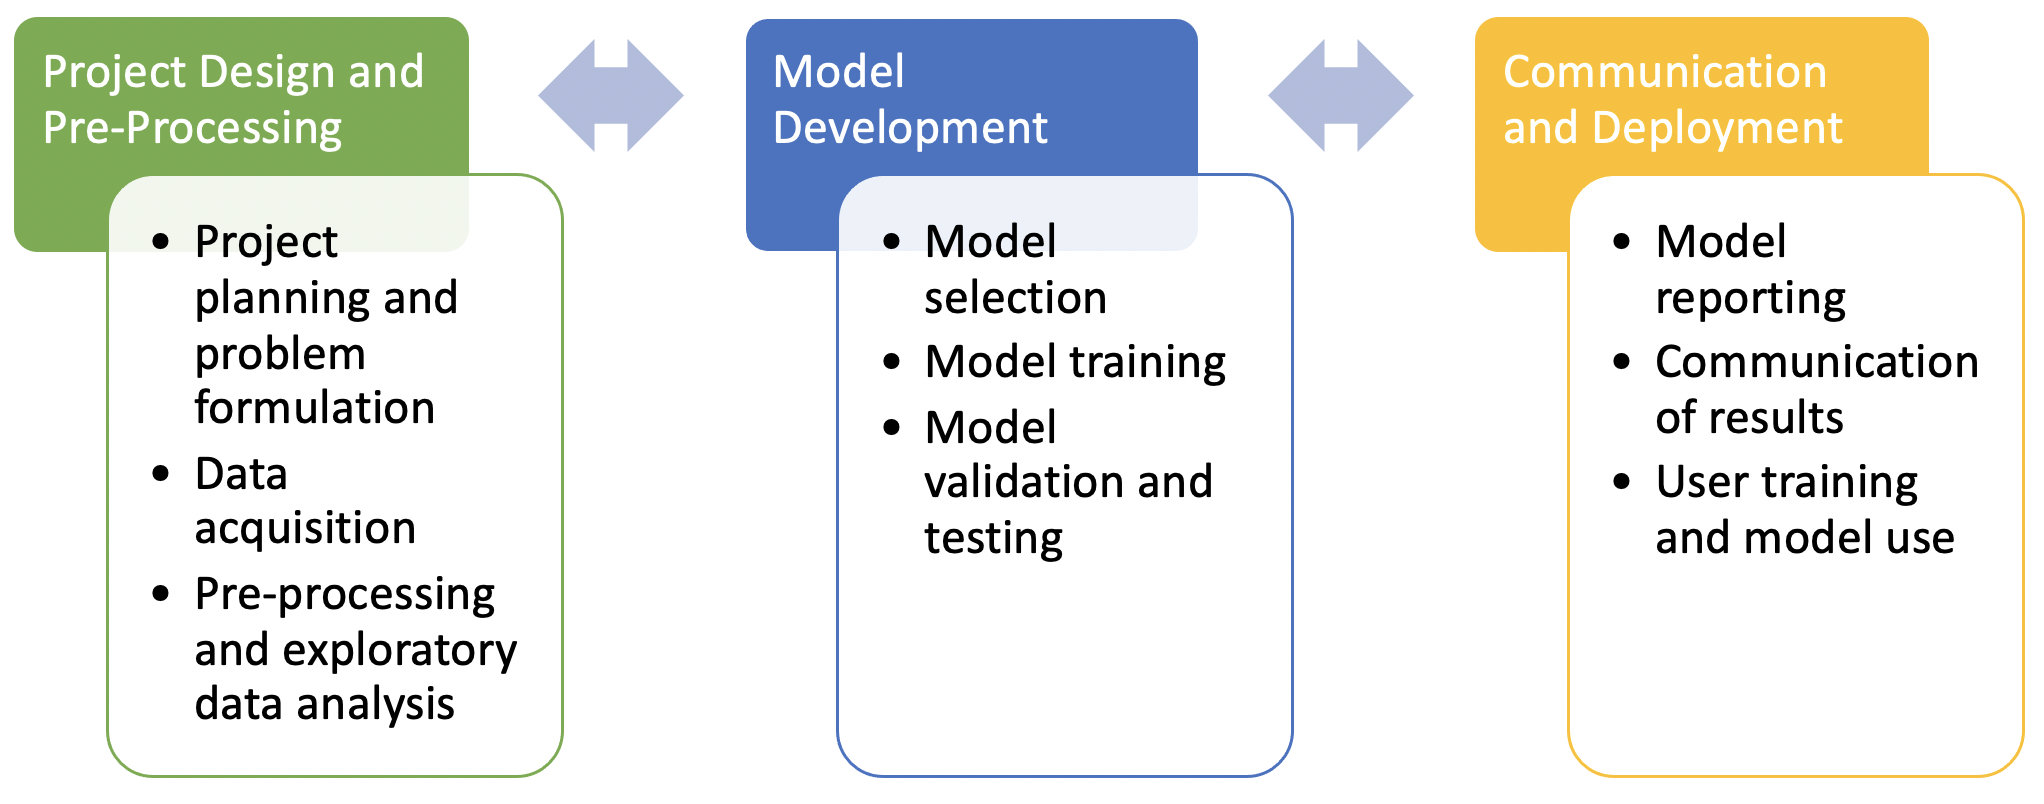 Project Design and
Pre-Processing
• Project
planning and
problem
formulation
• Data
acquisition
• Pre-processing
and exploratory
data analysis
Model
Development
• Model
selection
• Model training
• Model
validation and
testing
Communication
and Deployment
• Model
reporting
• Communication
of results
• User training
and model use